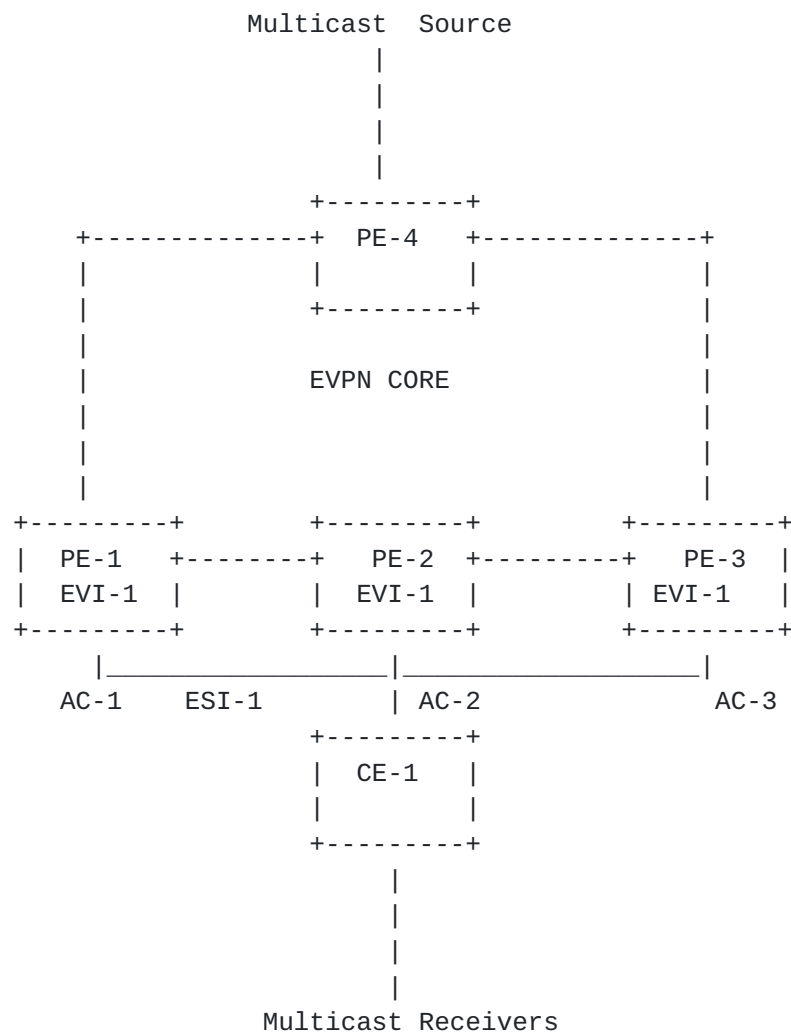 Multicast Source
PE-4
EVPN CORE
PE-1 PE-2 PE-3
EVI-1 EVI-1 EVI-1
AC-1 ESI-1 AC-2 AC-3
CE-1
Multicast Receivers